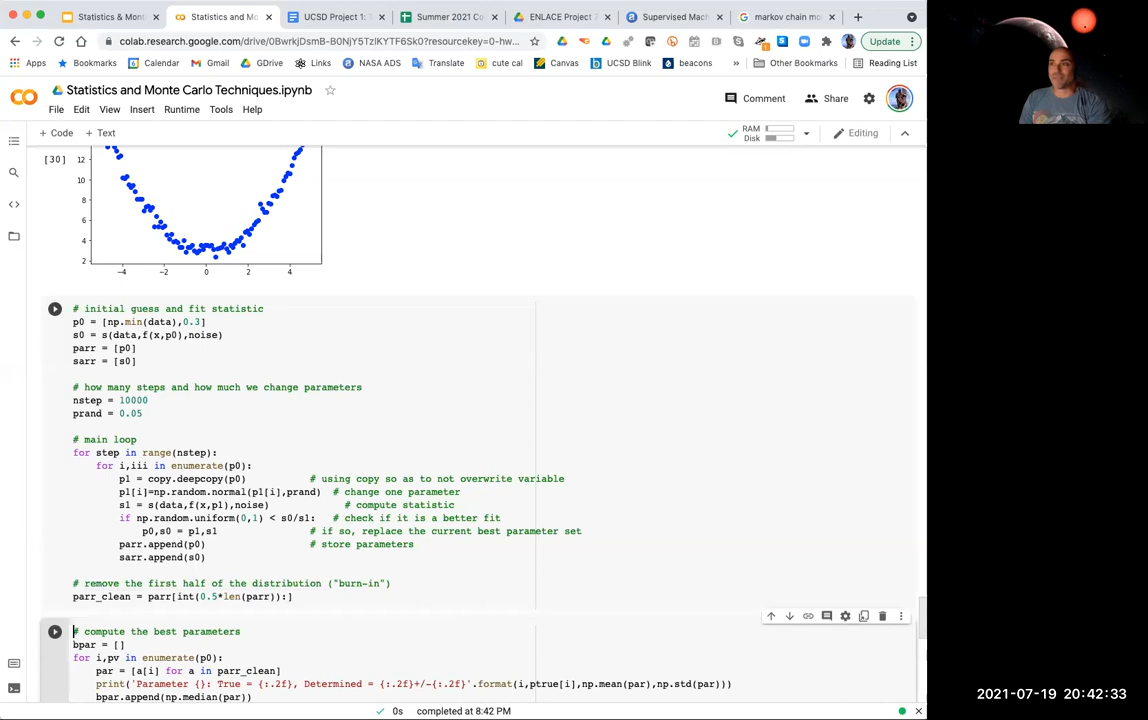 Statistics & Mont
Statistics and Mo
UCSD Project 1: S
Summer 2021 Co
ENLACE Project 7
Supervised Mach
markov chain mo
colab.research.google.com/drive/0BwrkjDsmB-B0NjY5TzlKYTF6Sk0?resourcekey=0-hw...
Update
Apps
Bookmarks
Calendar
Gmail
GDrive
Links
NASA ADS
Translate
cute cal
Canvas
UCSD Blink
beacons
»
Other Bookmarks
Reading List
Statistics and Monte Carlo Techniques.ipynb
File Edit View Insert Runtime Tools Help
Comment
Share
+ Code + Text
RAM
Disk
Editing
[30]
12
10
8
6
4
2
−4 −2 0 2 4
# initial guess and fit statistic
p0 = [np.min(data),0.3]
s0 = s(data,f(x,p0),noise)
parr = [p0]
sarr = [s0]
# how many steps and how much we change parameters
nstep = 10000
prand = 0.05
# main loop
for step in range(nstep):
for i,iii in enumerate(p0):
p1 = copy.deepcopy(p0) # using copy so as to not overwrite variable
p1[i]=np.random.normal(p1[i],prand) # change one parameter
s1 = s(data,f(x,p1),noise) # compute statistic
if np.random.uniform(0,1) < s0/s1: # check if it is a better fit
p0,s0 = p1,s1 # if so, replace the current best parameter set
parr.append(p0) # store parameters
sarr.append(s0)
# remove the first half of the distribution ("burn-in")
parr_clean = parr[int(0.5*len(parr)):]
# compute the best parameters
bpar = []
for i,pv in enumerate(p0):
par = [a[i] for a in parr_clean]
print('Parameter {}: True = {:.2f}, Determined = {:.2f}+/-{:.2f}'.format(i,ptrue[i],np.mean(par),np.std(par)))
bpar.append(np.median(par))
0s completed at 8:42 PM
2021-07-19 20:42:33